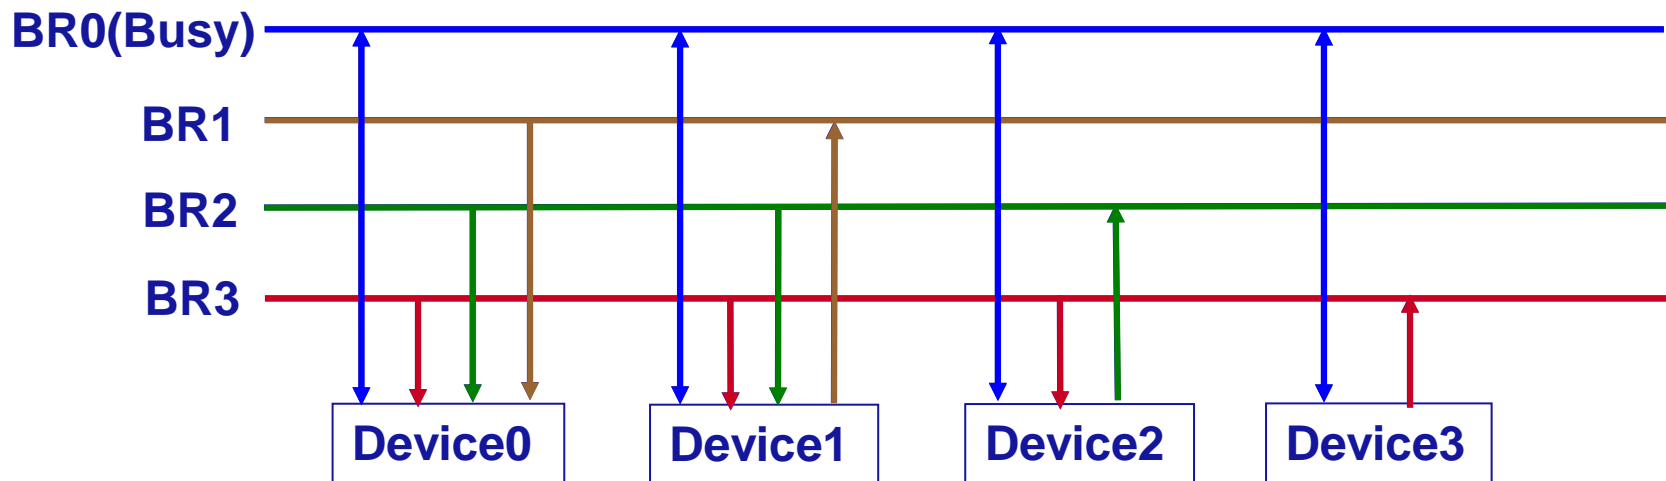 BR0(Busy)
BR1
BR2
BR3
Device0 Device1 Device2 Device3